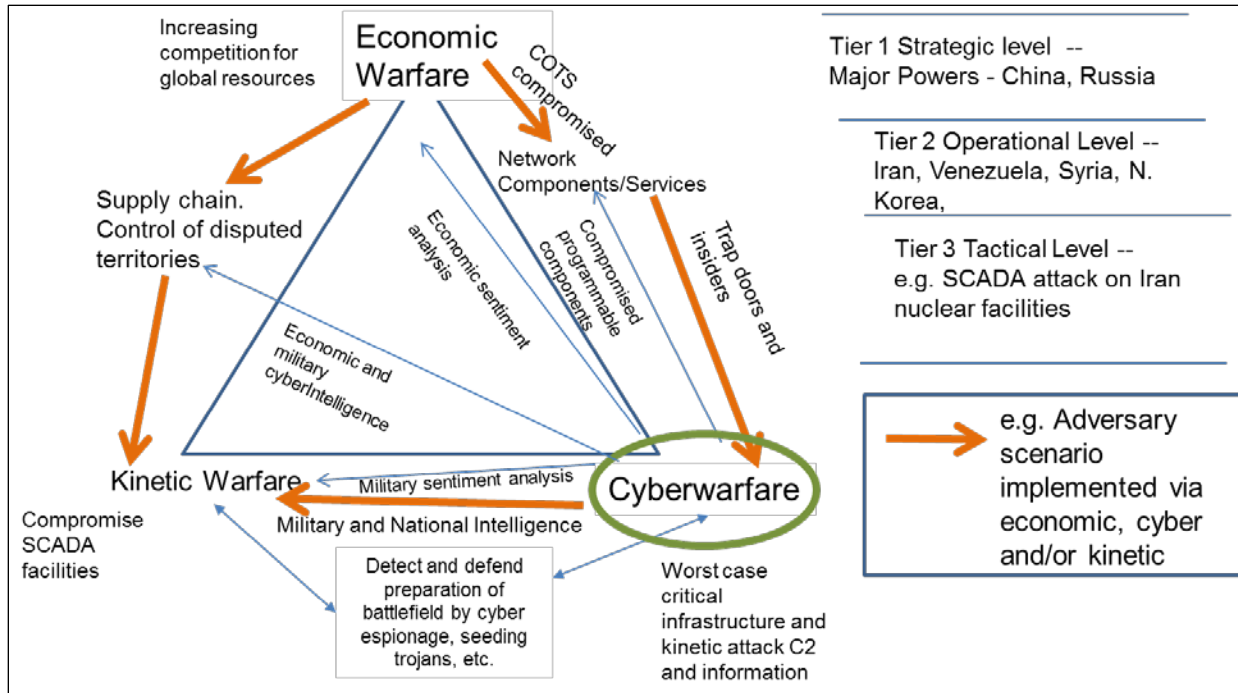 Increasing
competition for
global resources
Economic
Warfare
COTS
compromised
Network
Components/Services
Supply chain.
Control of disputed
territories
Economic sentiment
analysis
Compromised
programmable
components
Trap doors and
insiders
Economic and
military
cyberIntelligence
Kinetic Warfare
Military sentiment analysis
Cyberwarfare
Military and National Intelligence
Compromise
SCADA
facilities
Detect and defend
preparation of
battlefield by cyber
espionage, seeding
trojans, etc.
Worst case
critical
infrastructure and
kinetic attack C2
and information
Tier 1 Strategic level --
Major Powers - China, Russia
Tier 2 Operational Level --
Iran, Venezuela, Syria, N.
Korea,
Tier 3 Tactical Level --
e.g. SCADA attack on Iran
nuclear facilities
e.g. Adversary
scenario
implemented via
economic, cyber
and/or kinetic